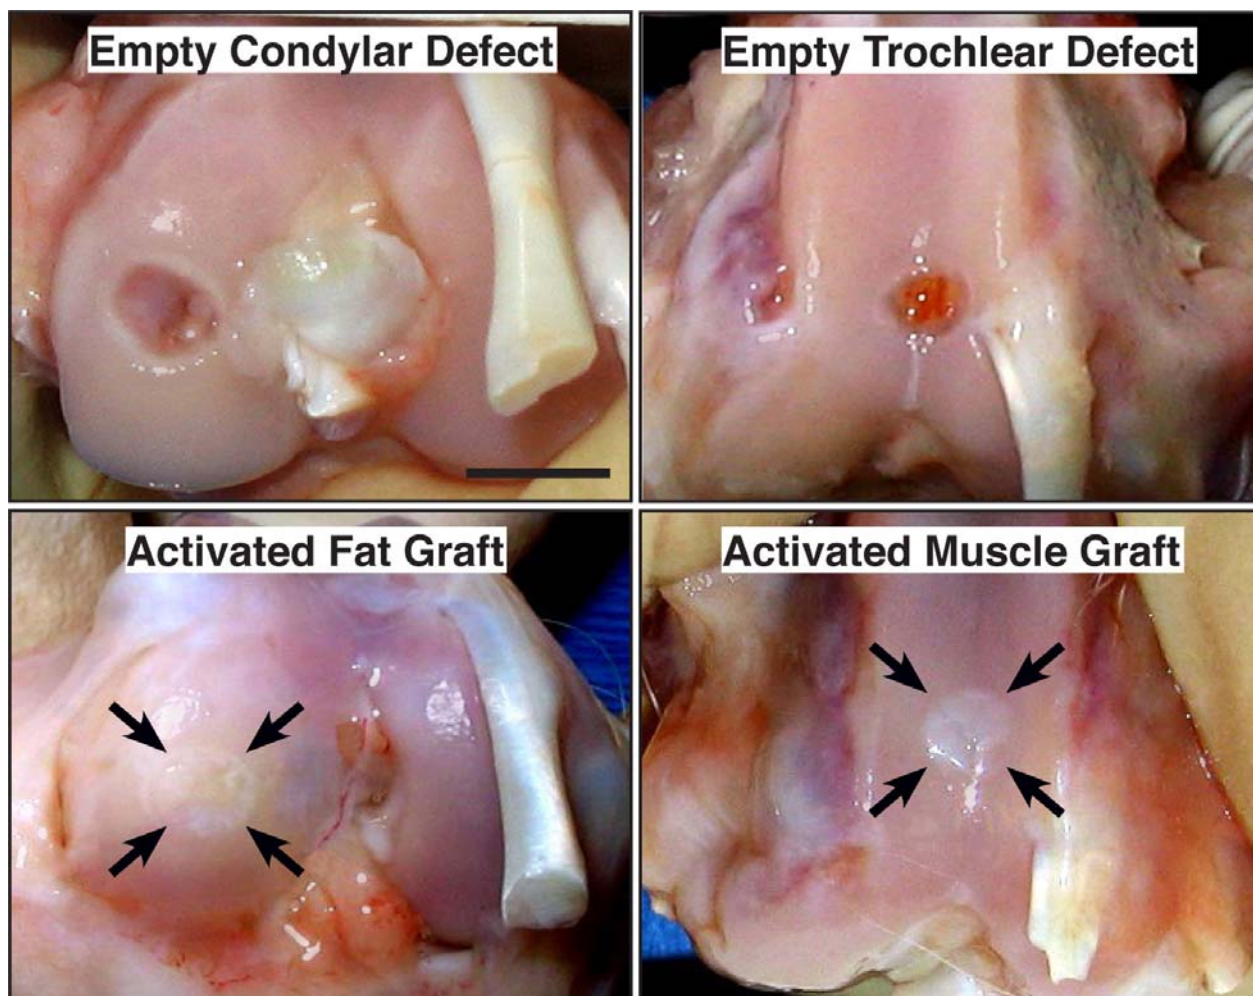 Empty Condylar Defect
Empty Trochlear Defect
Activated Fat Graft
Activated Muscle Graft